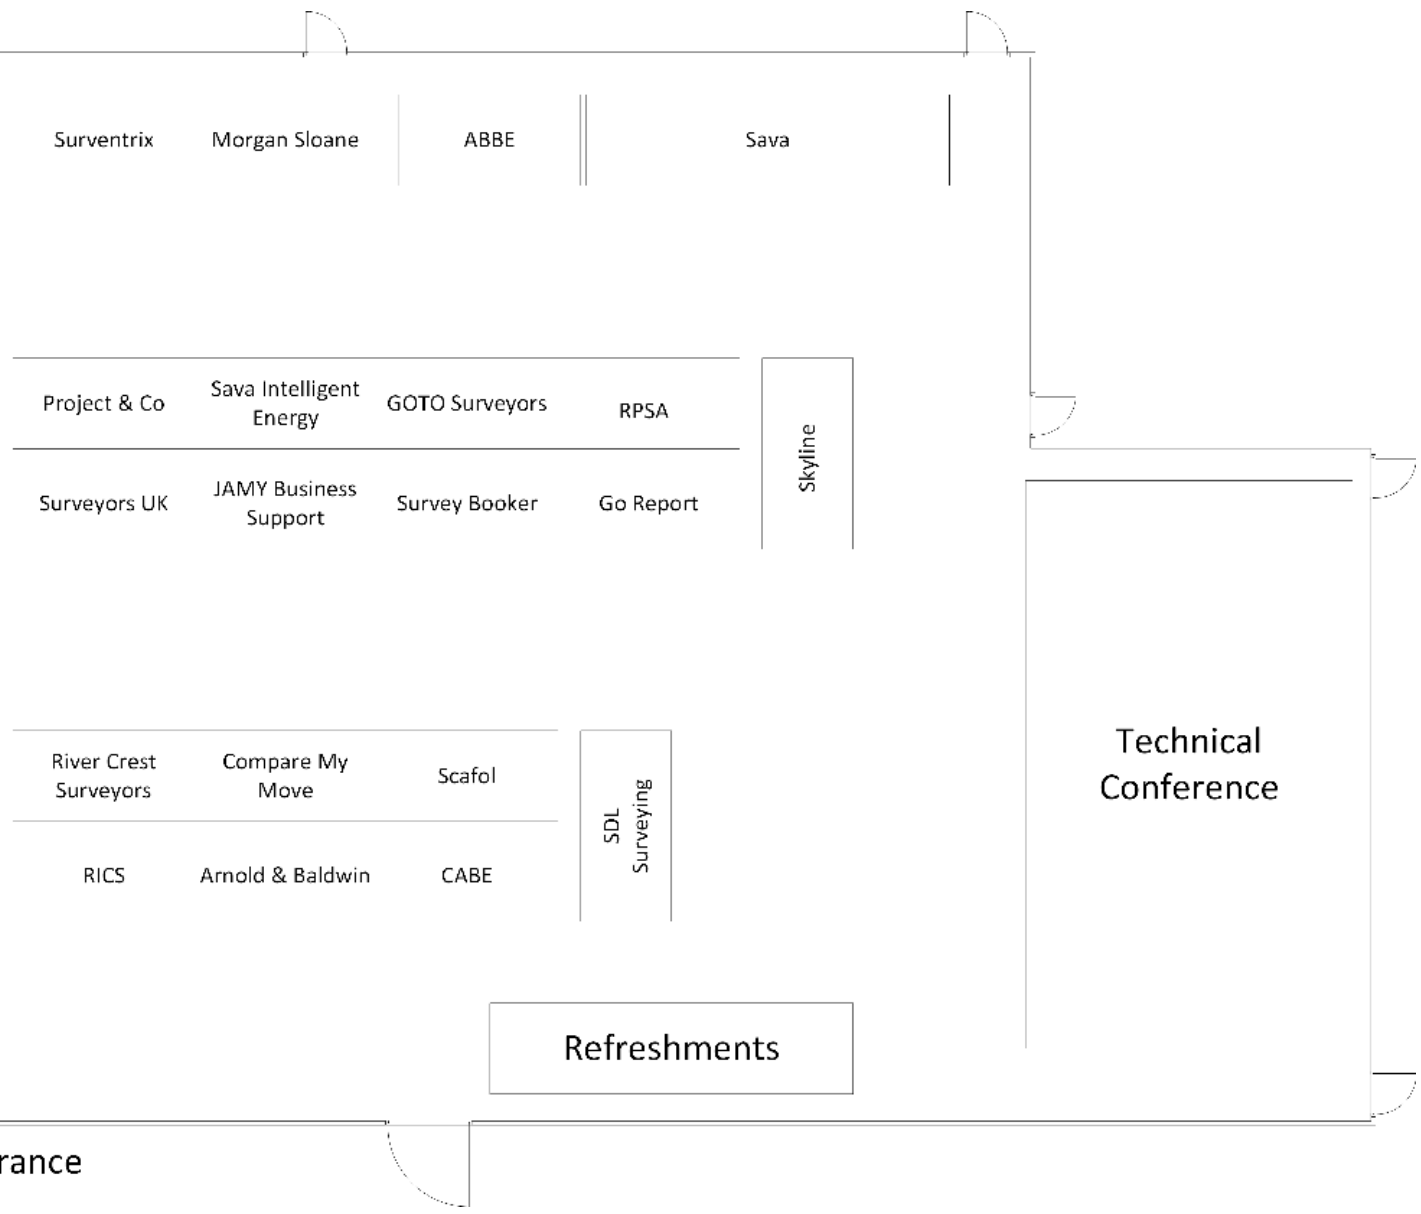 Surventrix
Morgan Sloane
ABBE
Sava
Project & Co
Sava Intelligent
Energy
GOTO Surveyors
RPSA
Skyline
Surveyors UK
JAMY Business
Support
Survey Booker
Go Report
River Crest
Surveyors
Compare My
Move
Scafol
SDL
Surveying
RICS
Arnold & Baldwin
CABE
Technical
Conference
Refreshments
rance